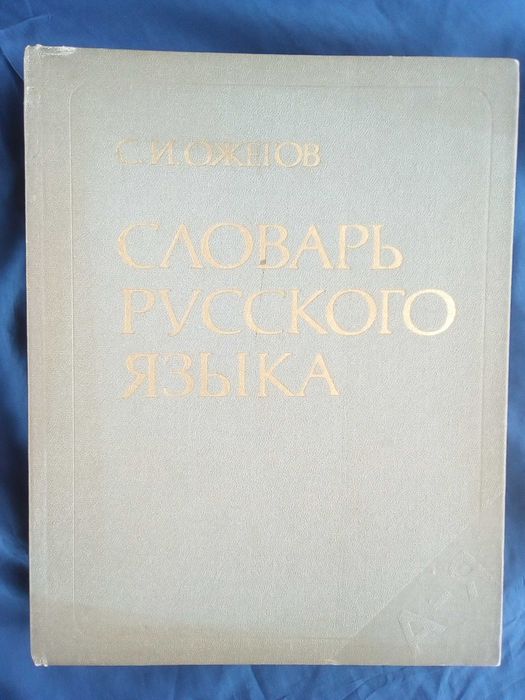 С. И. ОЖЕГОВ
СЛОВАРЬ
РУССКОГО
ЯЗЫКА
А-Я